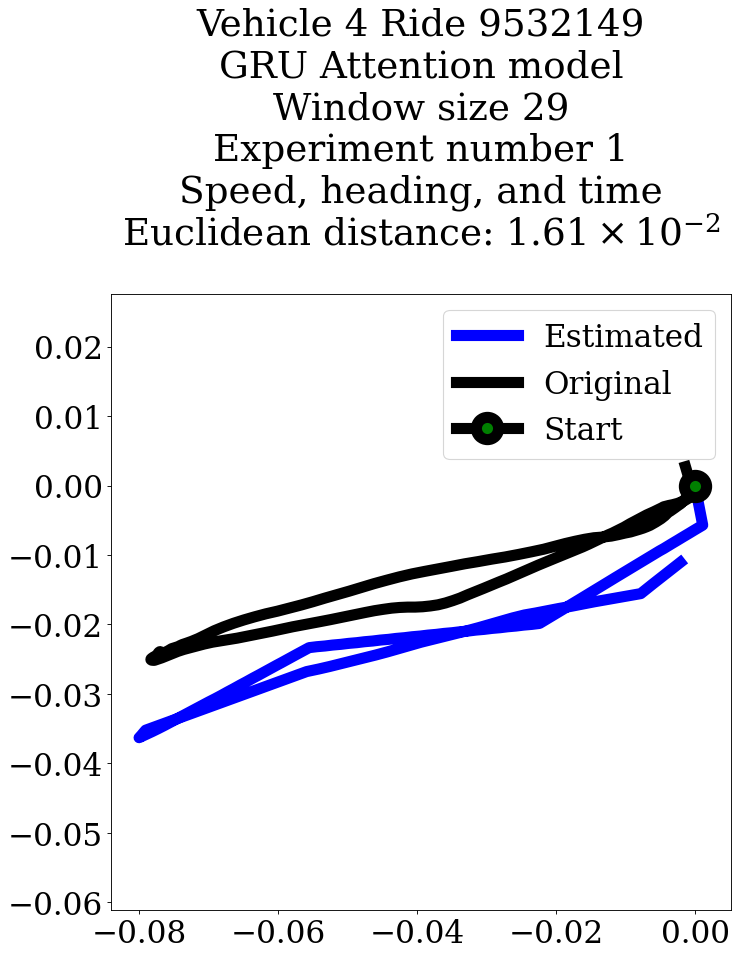 Vehicle 4 Ride 9532149
GRU Attention model
Window size 29
Experiment number 1
Speed, heading, and time
Euclidean distance: 1.61 × 10⁻²
Estimated
Original
Start
0.02
0.01
0.00
−0.01
−0.02
−0.03
−0.04
−0.05
−0.06
−0.08 −0.06 −0.04 −0.02 0.00